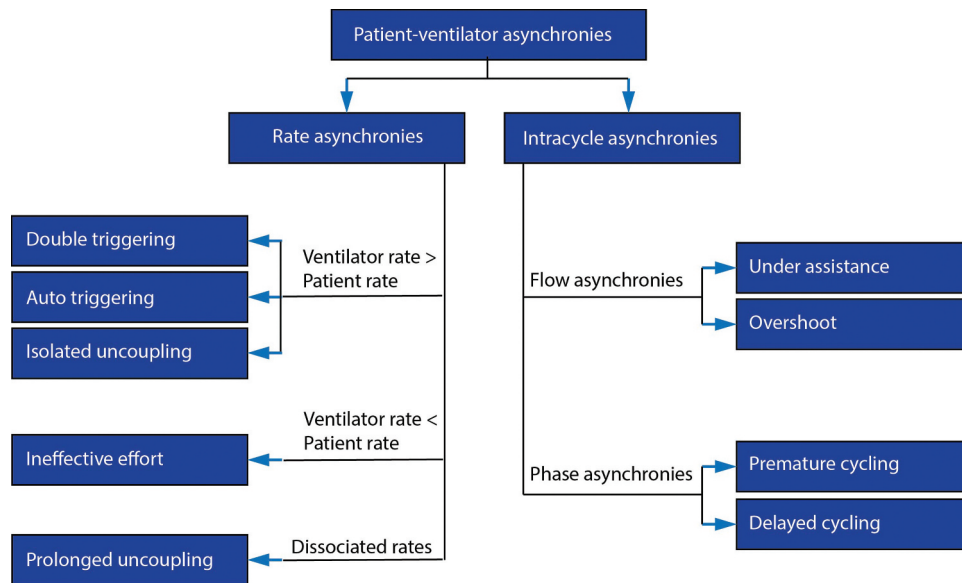 Patient-ventilator asynchronies
Rate asynchronies
Intracycle asynchronies
Double triggering
Auto triggering
Isolated uncoupling
Ventilator rate >
Patient rate
Ineffective effort
Ventilator rate <
Patient rate
Prolonged uncoupling
Dissociated rates
Flow asynchronies
Under assistance
Overshoot
Phase asynchronies
Premature cycling
Delayed cycling